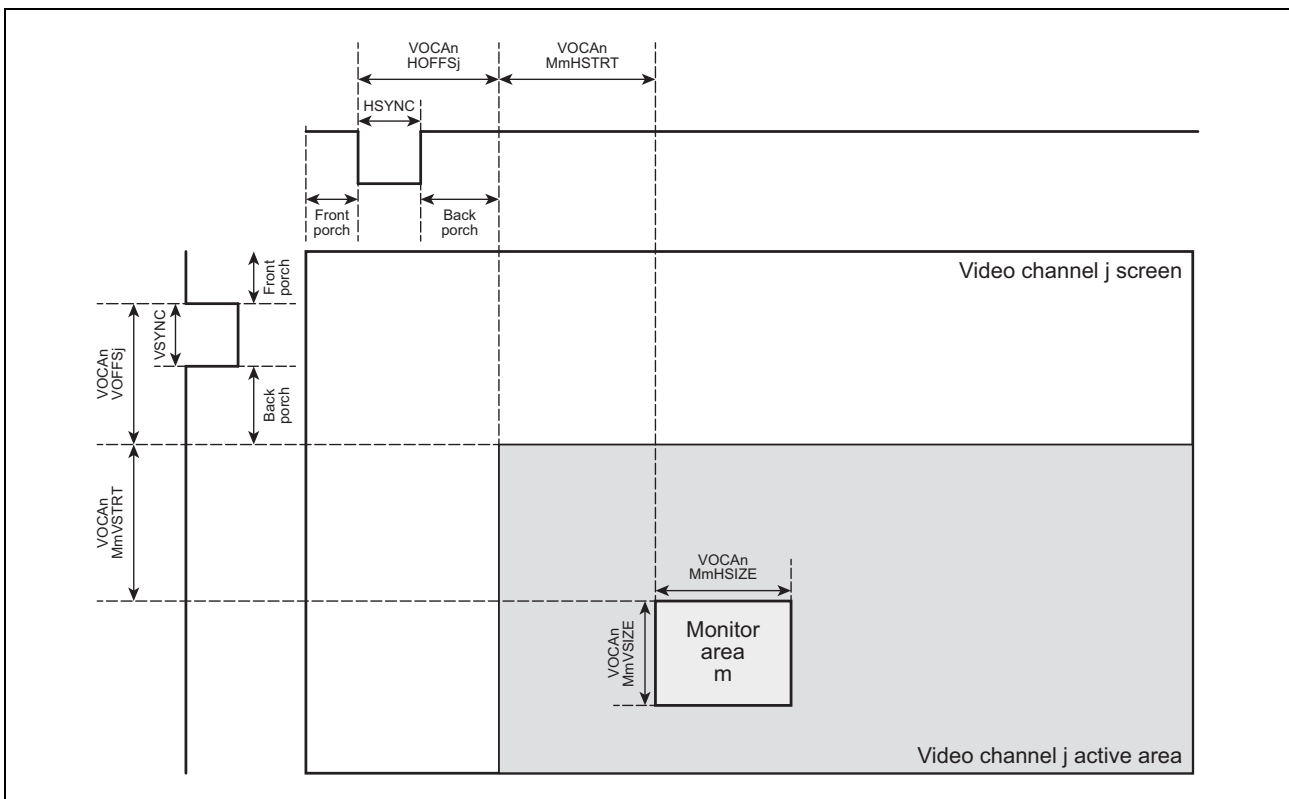 VOCAn
HOFFSj
VOCAn
MmHSTRT
HSYNC
Front
porch
Back
porch
Front
porch
Video channel j screen
VSYNC
VOCAn
VOFFSj
Back
porch
VOCAn
MmVSTRT
VOCAn
MmHSIZE
VOCAn
MmVSIZE
Monitor
area
m
Video channel j active area